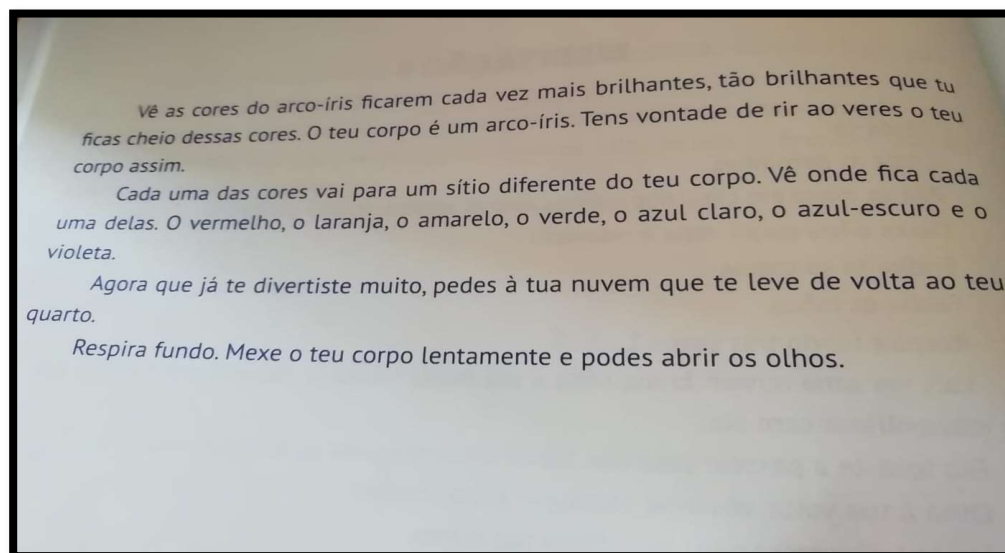 Vê as cores do arco-íris ficarem cada vez mais brilhantes, tão brilhantes que tu
ficas cheio dessas cores. O teu corpo é um arco-íris. Tens vontade de rir ao veres o teu
corpo assim.
Cada uma das cores vai para um sítio diferente do teu corpo. Vê onde fica cada
uma delas. O vermelho, o laranja, o amarelo, o verde, o azul claro, o azul-escuro e o
violeta.
Agora que já te divertiste muito, pedes à tua nuvem que te leve de volta ao teu
quarto.
Respira fundo. Mexe o teu corpo lentamente e podes abrir os olhos.